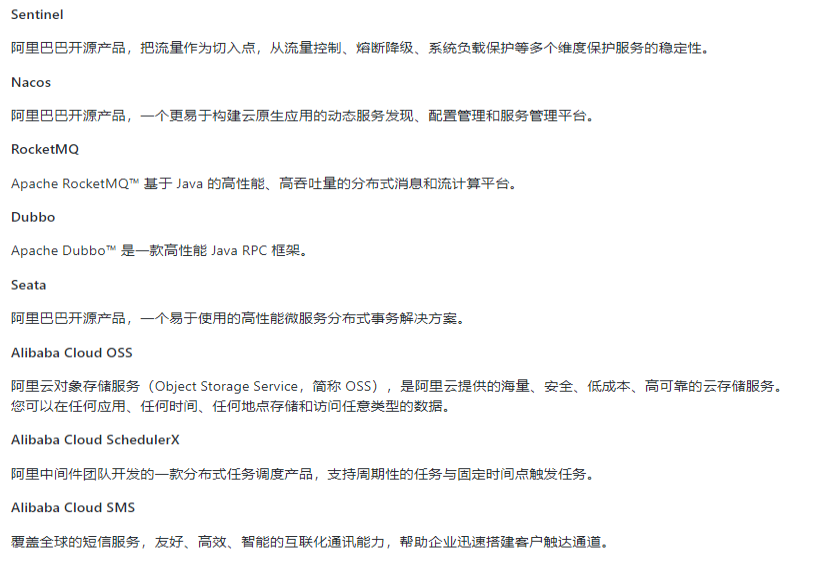 Sentinel
阿里巴巴开源产品，把流量作为切入点，从流量控制、熔断降级、系统负载保护等多个维度保护服务的稳定性。
Nacos
阿里巴巴开源产品，一个更易于构建云原生应用的动态服务发现、配置管理和服务管理平台。
RocketMQ
Apache RocketMQ™ 基于 Java 的高性能、高吞吐量的分布式消息和流计算平台。
Dubbo
Apache Dubbo™ 是一款高性能 Java RPC 框架。
Seata
阿里巴巴开源产品，一个易于使用的高性能微服务分布式事务解决方案。
Alibaba Cloud OSS
阿里云对象存储服务（Object Storage Service，简称 OSS），是阿里云提供的海量、安全、低成本、高可靠的云存储服务。
您可以在任何应用、任何时间、任何地点存储和访问任意类型的数据。
Alibaba Cloud SchedulerX
阿里中间件团队开发的一款分布式任务调度产品，支持周期性的任务与固定时间点触发任务。
Alibaba Cloud SMS
覆盖全球的短信服务，友好、高效、智能的互联化通讯能力，帮助企业迅速搭建客户触达通道。